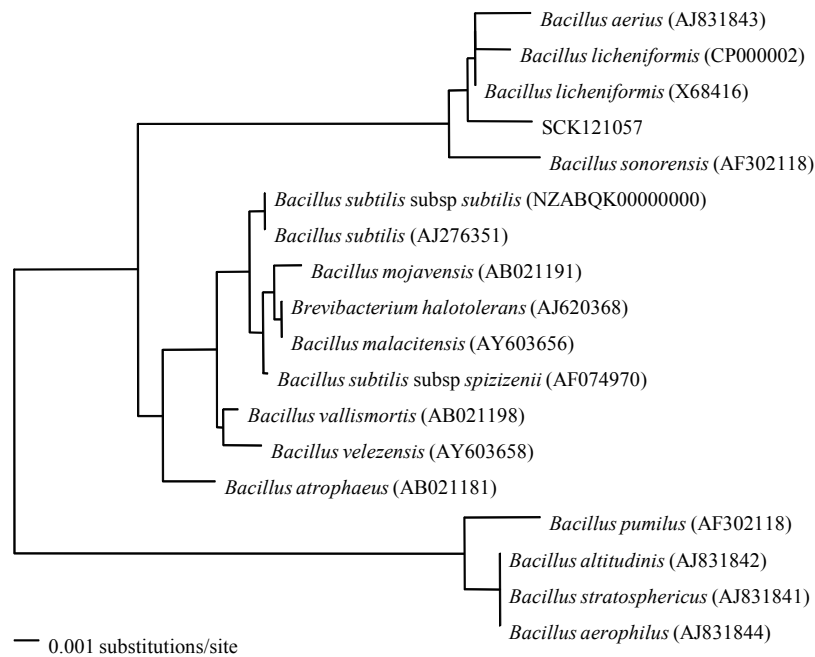 Bacillus aerius (AJ831843)
Bacillus licheniformis (CP000002)
Bacillus licheniformis (X68416)
SCK121057
Bacillus sonorensis (AF302118)
Bacillus subtilis subsp subtilis (NZABQK00000000)
Bacillus subtilis (AJ276351)
Bacillus mojavensis (AB021191)
Brevibacterium halotolerans (AJ620368)
Bacillus malacitensis (AY603656)
Bacillus subtilis subsp spizizenii (AF074970)
Bacillus vallismortis (AB021198)
Bacillus velezensis (AY603658)
Bacillus atrophaeus (AB021181)
Bacillus pumilus (AF302118)
Bacillus altitudinis (AJ831842)
Bacillus stratosphericus (AJ831841)
Bacillus aerophilus (AJ831844)
0.001 substitutions/site